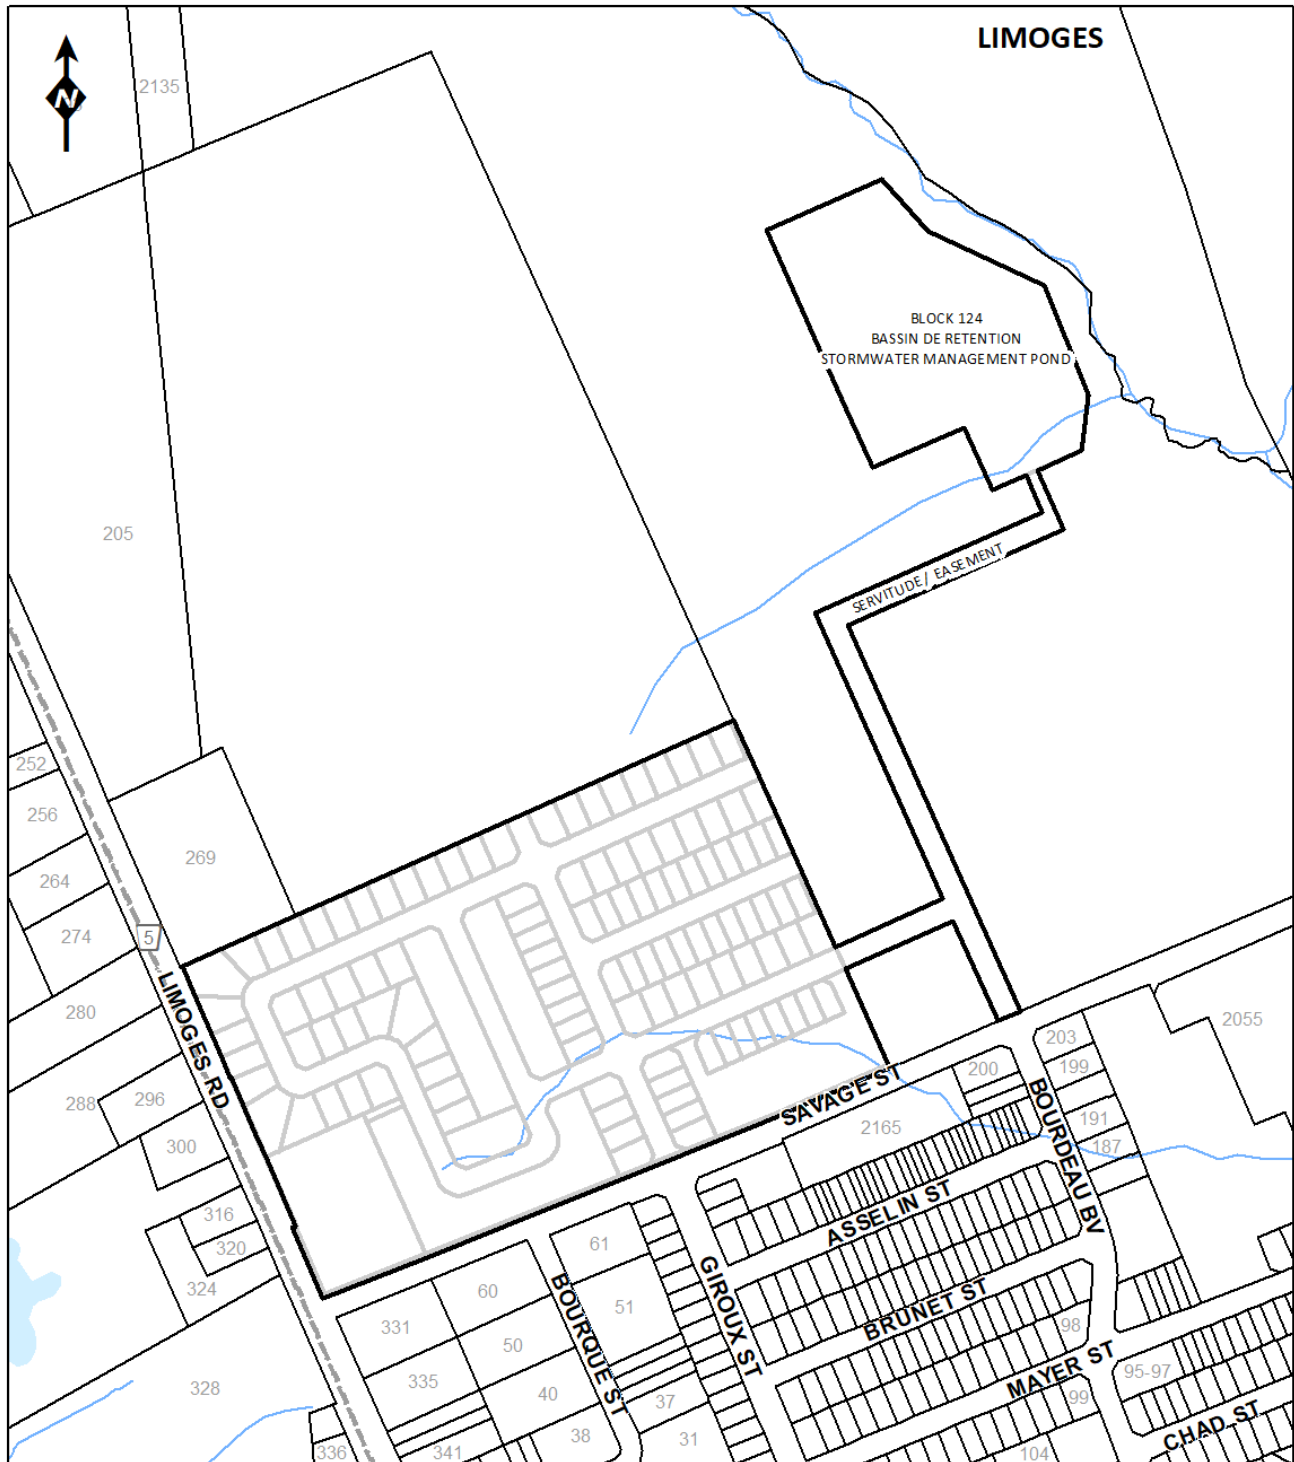 LIMOGES
N
2135
BLOCK 124
BASSIN DE RETENTION
STORMWATER MANAGEMENT POND
205
SERVITUDE / EASEMENT
252
256
269
264
274
5
280
LIMOGES RD
2055
203
199
200
288
296
SAVAGE ST
BOURDEAU BV
191
2165
187
300
316
ASSELIN ST
320
61
324
60
GIROUX ST
51
BOURQUE ST
BRUNET ST
331
98
50
MAYER ST
95-97
335
328
40
37
99
CHAD ST
38
31
336
341
104